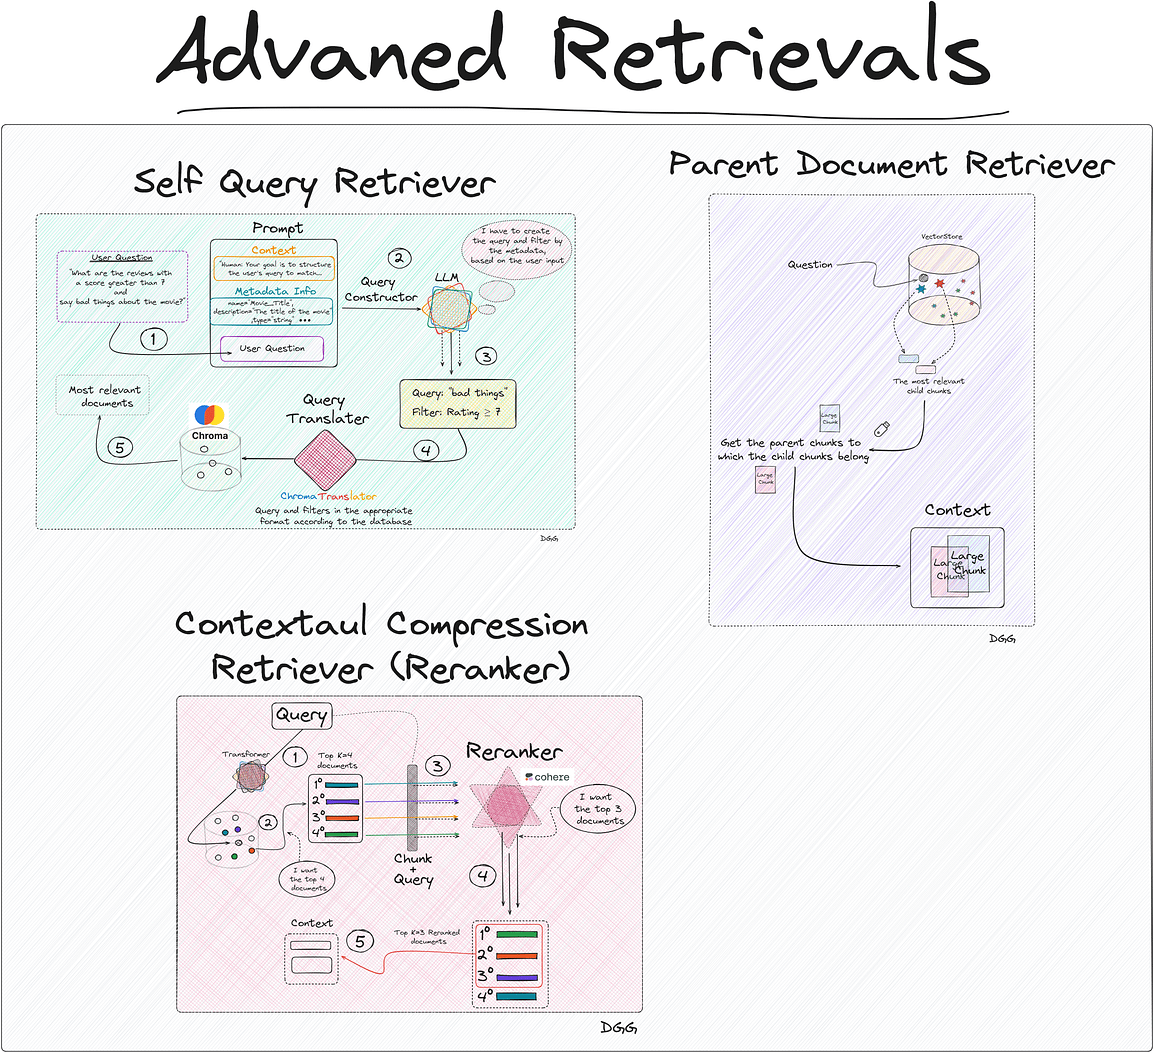 Advaned Retrievals
Self Query Retriever
Prompt
User Question
"What are the reviews with
a score greater than 7
and
say bad things about the movie?"
1
Context
"Human: Your goal is to structure
the user's query to match...
Metadata Info
name="Movie_Title",
description="The title of the movie"
,type="string" •••
User Question
2
Query
Constructor
LLM
I have to create
the query and filter by
the metadata,
based on the user input
3
Query: "bad things"
Filter: Rating ≥ 7
4
Query
Translater
ChromaTranslator
Query and filters in the appropriate
format according to the database
Chroma
5
Most relevant
documents
DGG
Parent Document Retriever
VectorStore
Question
The most relevant
child chunks
Large
Chunk
Get the parent chunks to
which the child chunks belong
Large
Chunk
Context
Large
Chunk
Large
Chunk
DGG
Contextaul Compression
Retriever (Reranker)
Query
Transformer
1
2
Top K=4
documents
1º
2º
3º
4º
I want
the top 4
documents
3
Chunk
+
Query
Reranker
cohere
I want
the top 3
documents
4
1º
2º
3º
4º
Top K=3 Reranked
documents
5
Context
DGG